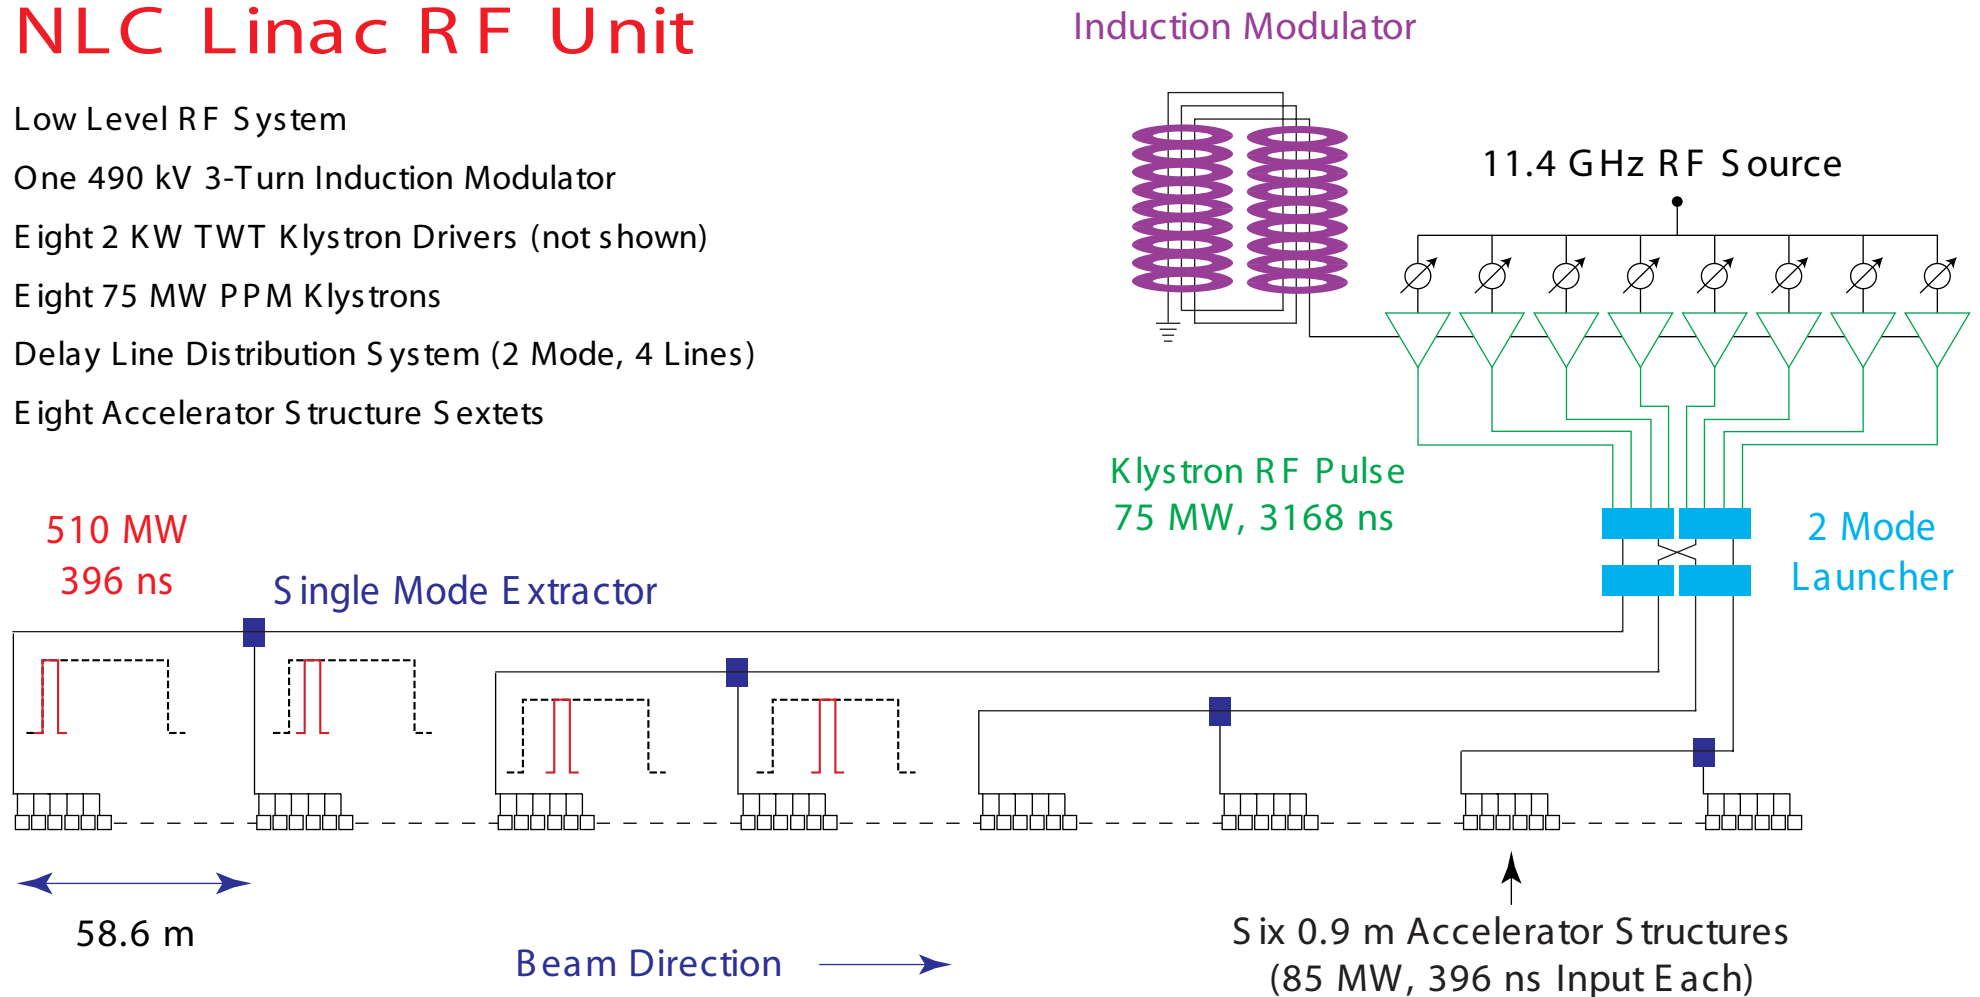 NLC Linac RF Unit
Induction Modulator
Low Level RF System
One 490 kV 3-Turn Induction Modulator
Eight 2 KW TWT Klystron Drivers (not shown)
Eight 75 MW PPM Klystrons
Delay Line Distribution System (2 Mode, 4 Lines)
Eight Accelerator Structure Sextets
11.4 GHz RF Source
Klystron RF Pulse
75 MW, 3168 ns
2 Mode
Launcher
510 MW
396 ns
Single Mode Extractor
58.6 m
Beam Direction
Six 0.9 m Accelerator Structures
(85 MW, 396 ns Input Each)